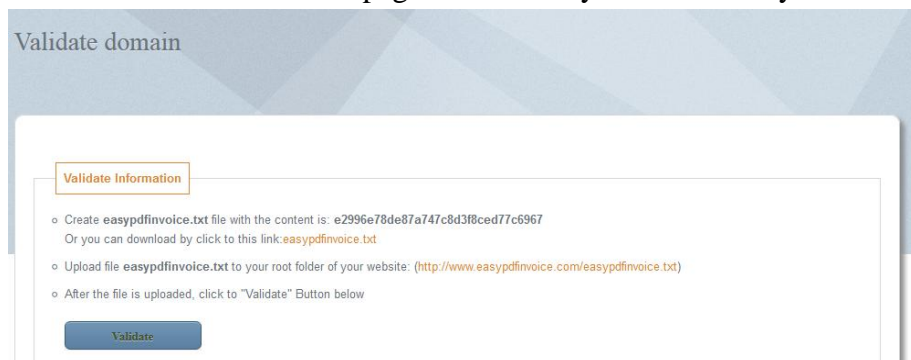 Validate domain
Validate Information
Create easypdfinvoice.txt file with the content is: e2996e78de87a747c8d3f8ced77c6967
Or you can download by click to this link:easypdfinvoice.txt
Upload file easypdfinvoice.txt to your root folder of your website: (http://www.easypdfinvoice.com/easypdfinvoice.txt)
After the file is uploaded, click to "Validate" Button below
Validate